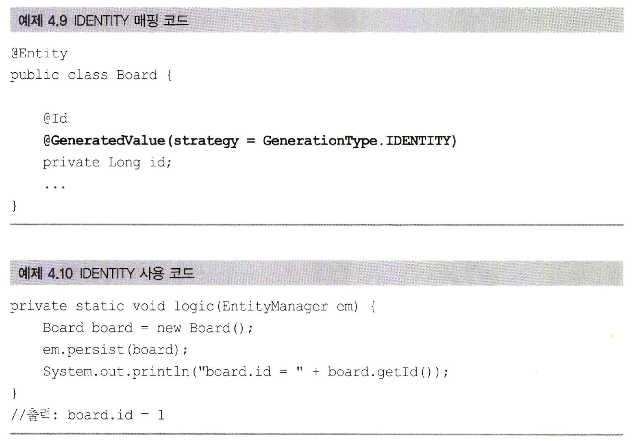 예제 4.9 IDENTITY 매핑 코드
@Entity
public class Board {
@Id
@GeneratedValue(strategy = GenerationType.IDENTITY)
private Long id;
...
}
예제 4.10 IDENTITY 사용 코드
private static void logic(EntityManager em) {
Board board = new Board();
em.persist(board);
System.out.println("board.id = " + board.getId());
}
//출력: board.id = 1